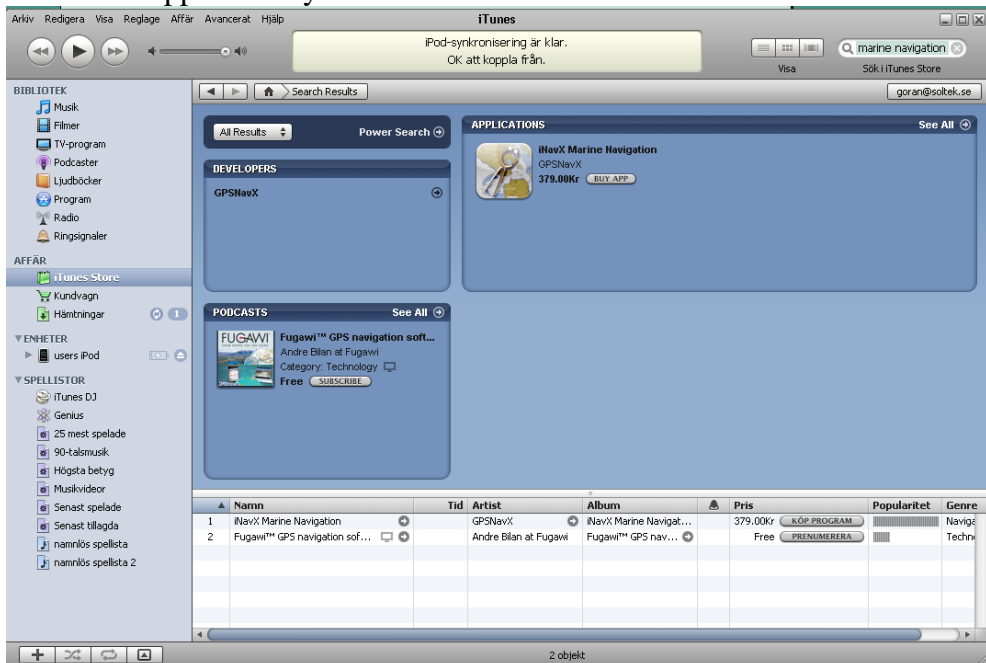 Arkiv Redigera Visa Reglage Affär Avancerat Hjälp
iTunes
iPod-synkronisering är klar.
OK att koppla från.
Visa
marine navigation
Sök i iTunes Store
BIBLIOTEK
Musik
Filmer
TV-program
Podcaster
Ljudböcker
Program
Radio
Ringsignaler
AFFÄR
iTunes Store
Kundvagn
Hämtningar 1
ENHETER
users iPod
SPELLISTOR
iTunes DJ
Genius
25 mest spelade
90-talsmusik
Högsta betyg
Musikvideor
Senast spelade
Senast tillagda
namnlös spellista
namnlös spellista 2
Search Results
goran@soltek.se
All Results Power Search
DEVELOPERS
GPSNavX
APPLICATIONS See All
iNavX Marine Navigation
GPSNavX
379.00Kr BUY APP
PODCASTS See All
FUGAWI
Fugawi™ GPS navigation soft...
Andre Bilan at Fugawi
Category: Technology
Free SUBSCRIBE
Namn Tid Artist Album Pris Popularitet Genre
1 iNavX Marine Navigation GPSNavX iNavX Marine Navigat... 379.00Kr KÖP PROGRAM Naviga
2 Fugawi™ GPS navigation sof... Andre Bilan at Fugawi Fugawi™ GPS nav... Free PRENUMERERA Techn
2 objekt